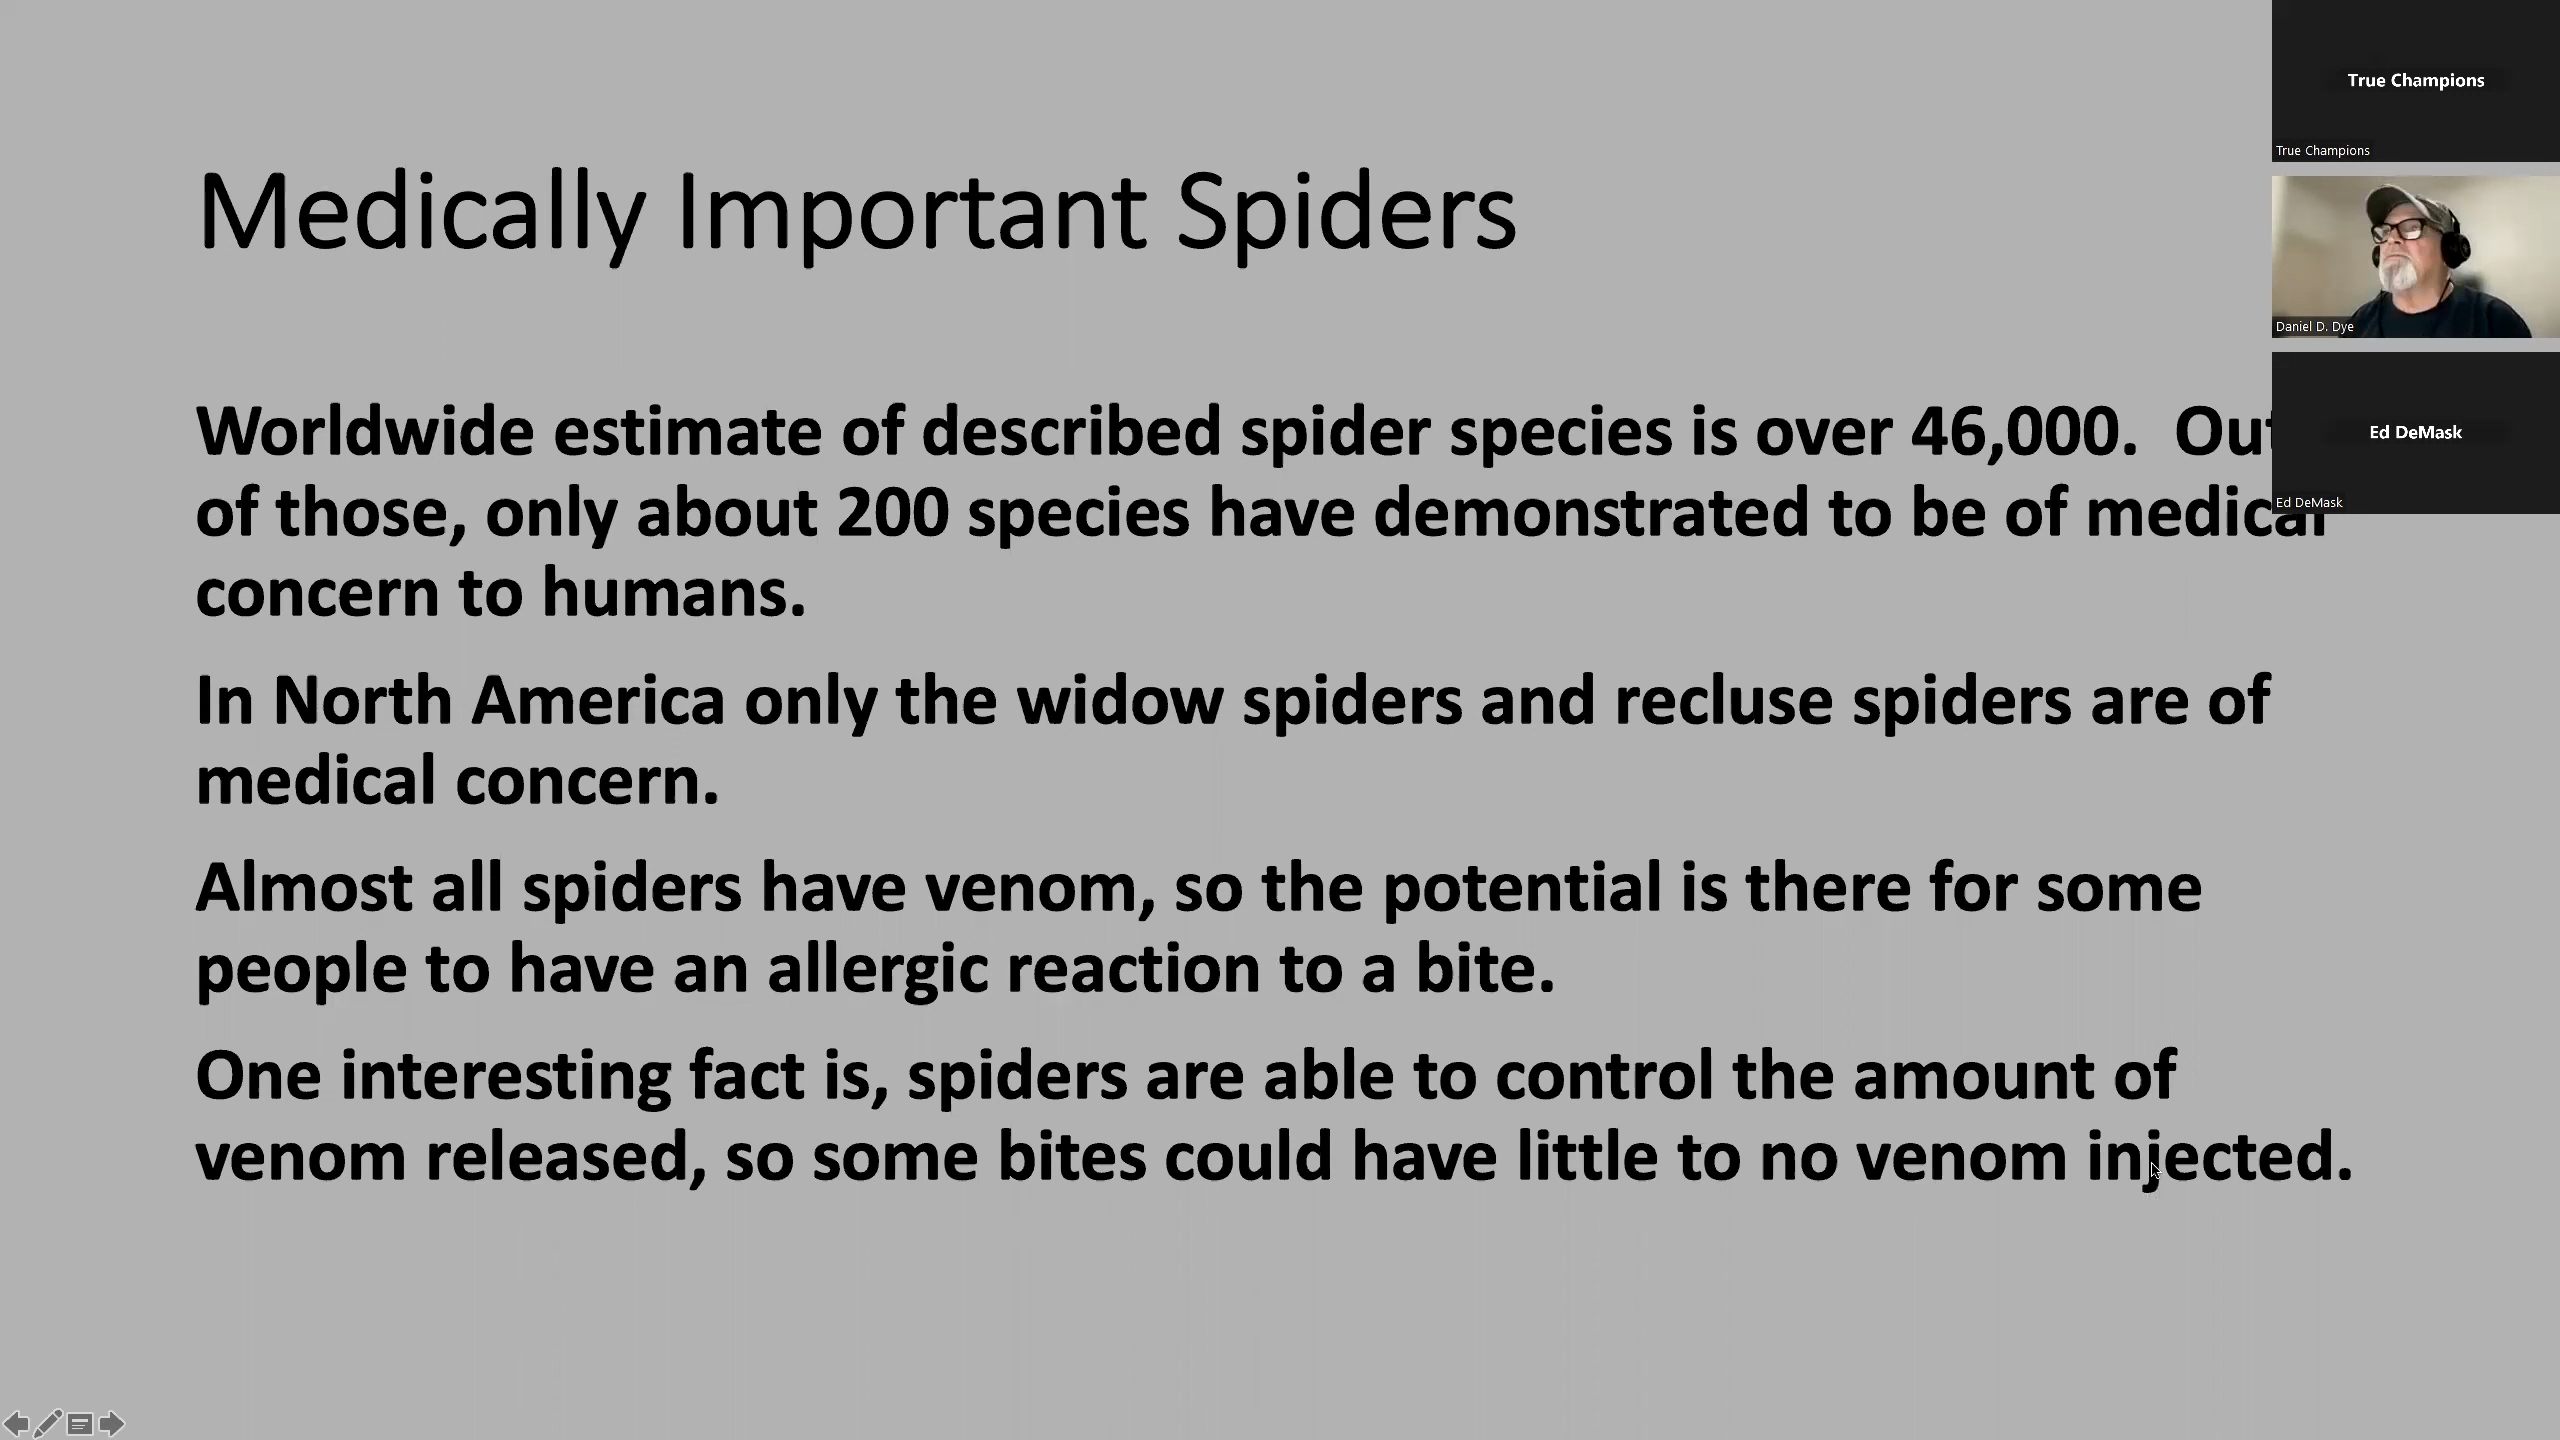 Medically Important Spiders
Worldwide estimate of described spider species is over 46,000.  Out
of those, only about 200 species have demonstrated to be of medical
concern to humans.
In North America only the widow spiders and recluse spiders are of
medical concern.
Almost all spiders have venom, so the potential is there for some
people to have an allergic reaction to a bite.
One interesting fact is, spiders are able to control the amount of
venom released, so some bites could have little to no venom injected.
True Champions
True Champions
Daniel D. Dye
Ed DeMask
Ed DeMask